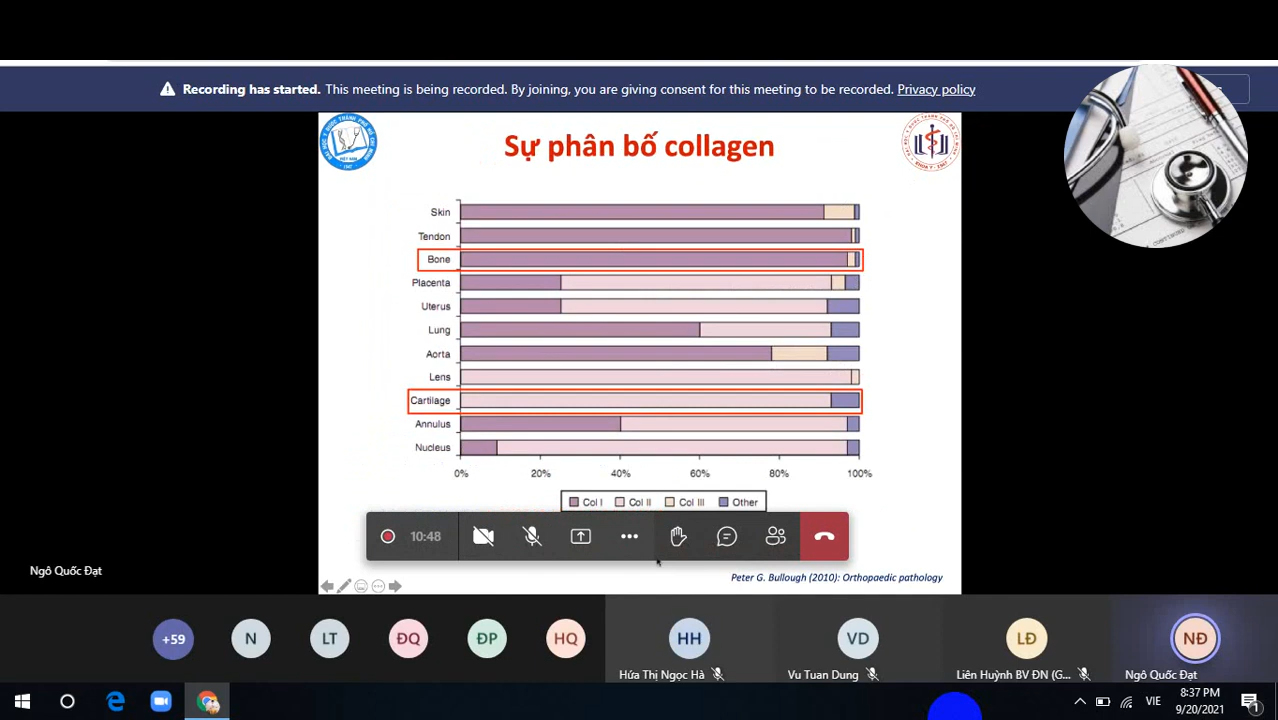 Recording has started. This meeting is being recorded. By joining, you are giving consent for this meeting to be recorded. Privacy policy
Sự phân bố collagen
Skin
Tendon
Bone
Placenta
Uterus
Lung
Aorta
Lens
Cartilage
Annulus
Nucleus
0% 20% 40% 60% 80% 100%
Col I Col II Col III Other
10:48
Ngô Quốc Đạt
Peter G. Bullough (2010): Orthopaedic pathology
+59 N LT ĐQ ĐP HQ HH VD LĐ NĐ
Hứa Thị Ngọc Hà Vu Tuan Dung Liên Huỳnh BV ĐN (G... Ngô Quốc Đạt
8:37 PM
VIE
9/20/2021
1